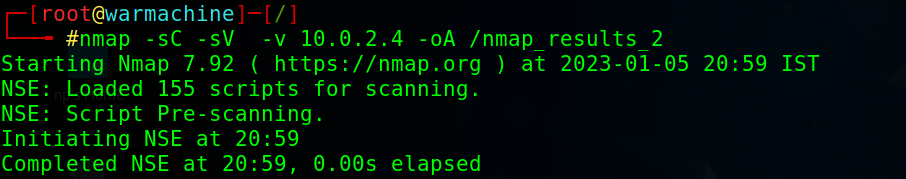 ┌─[root@warmachine]─[/]
└──╼ #nmap -sC -sV  -v 10.0.2.4 -oA /nmap_results_2
Starting Nmap 7.92 ( https://nmap.org ) at 2023-01-05 20:59 IST
NSE: Loaded 155 scripts for scanning.
NSE: Script Pre-scanning.
Initiating NSE at 20:59
Completed NSE at 20:59, 0.00s elapsed